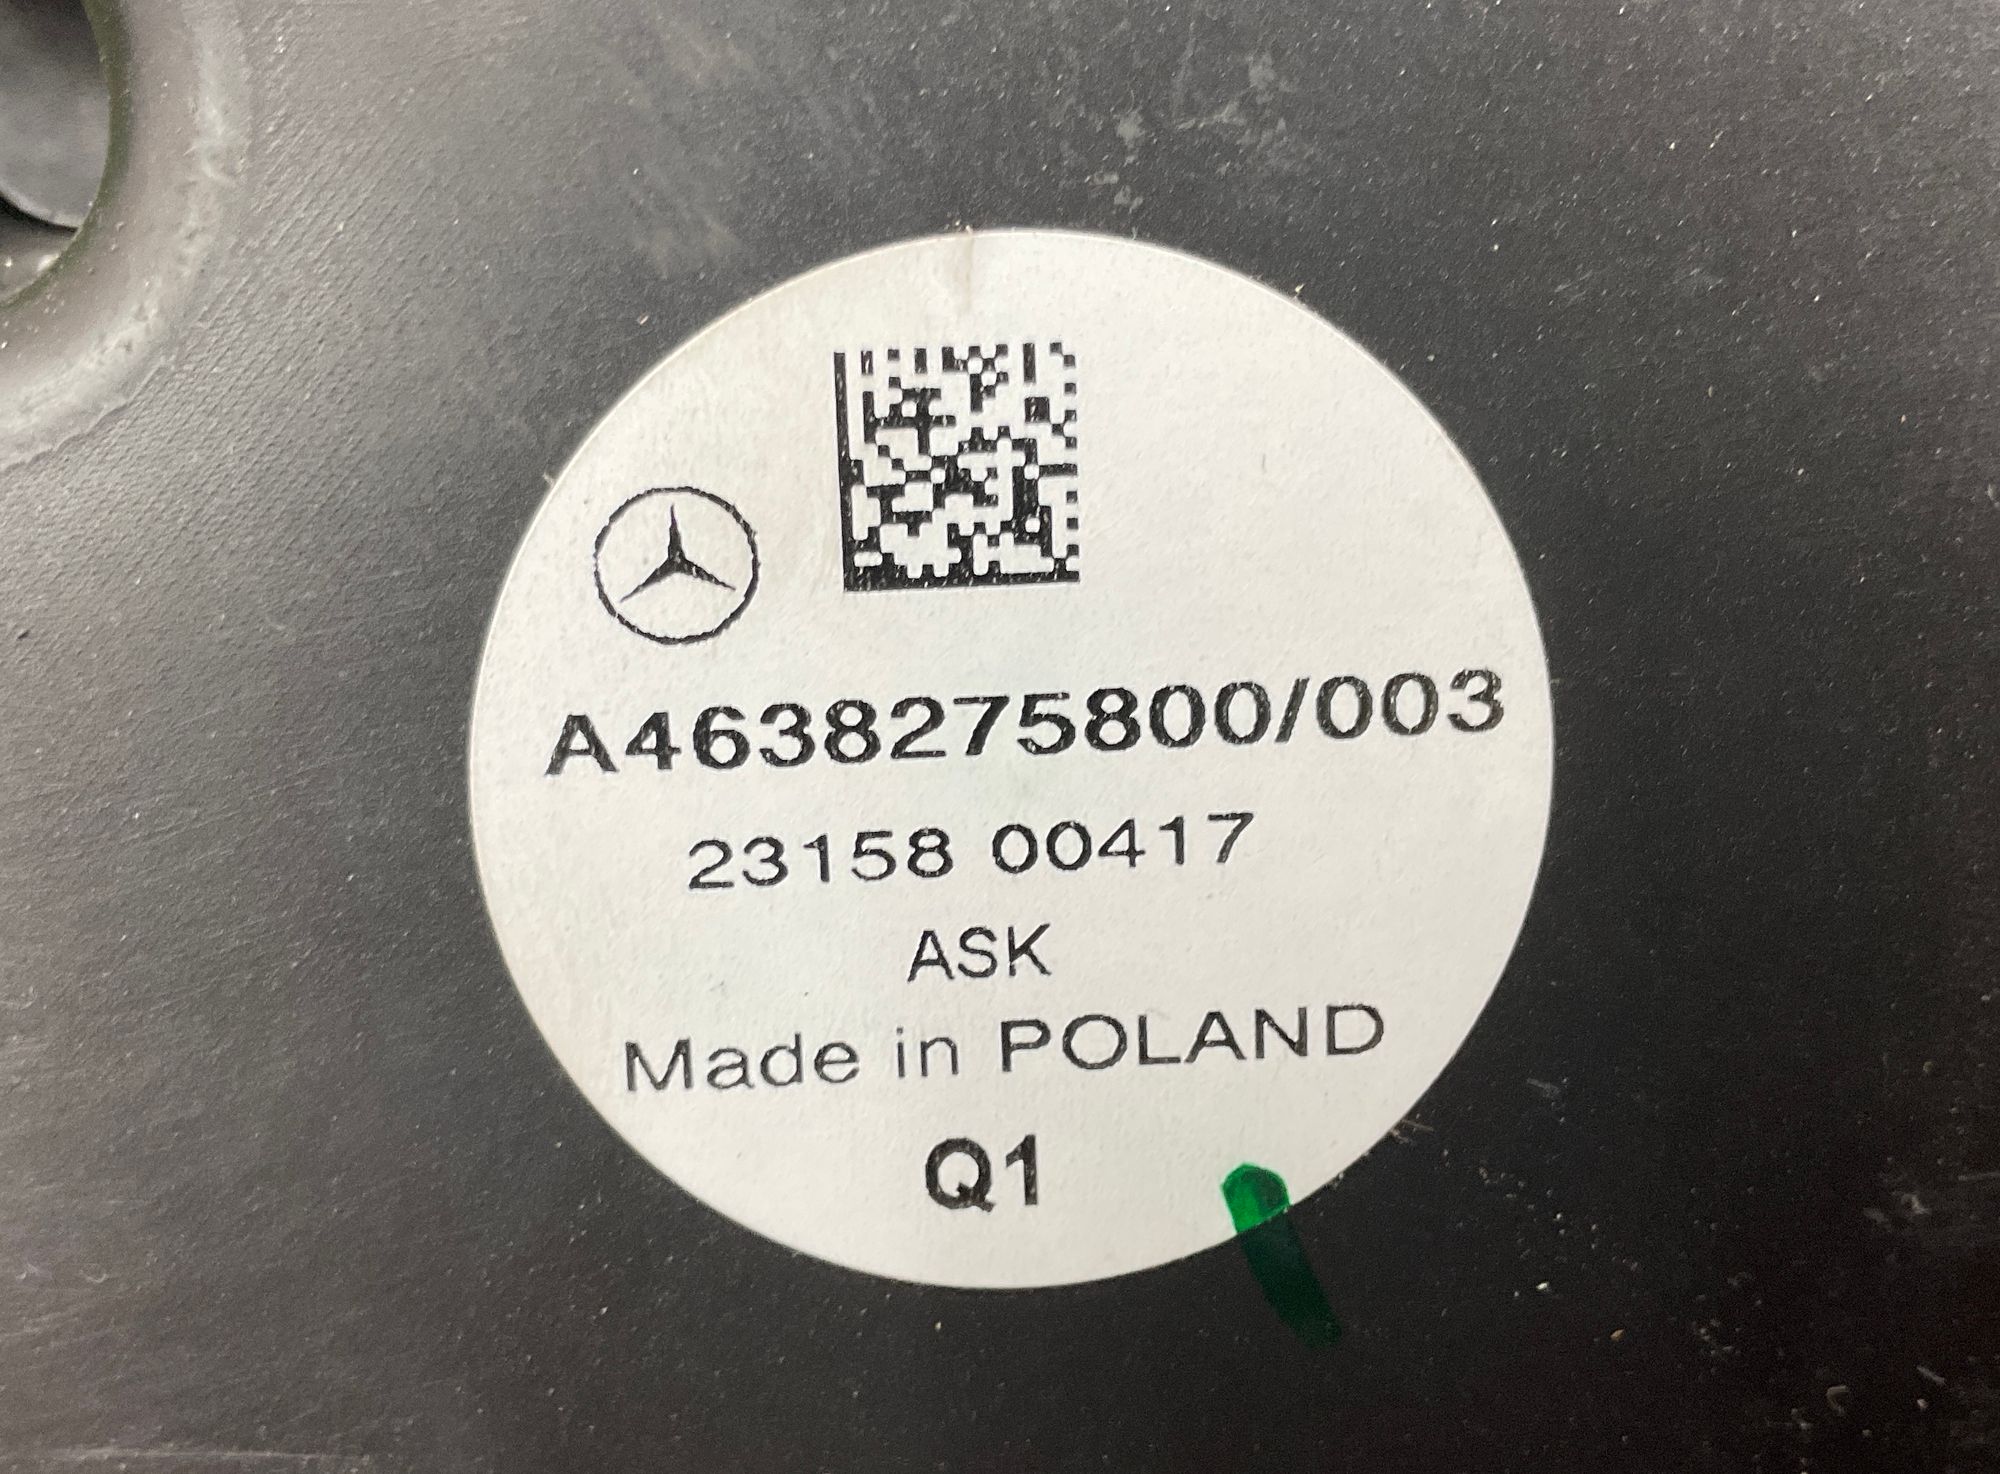 A4638275800/003
23158 00417
ASK
Made in POLAND
Q1